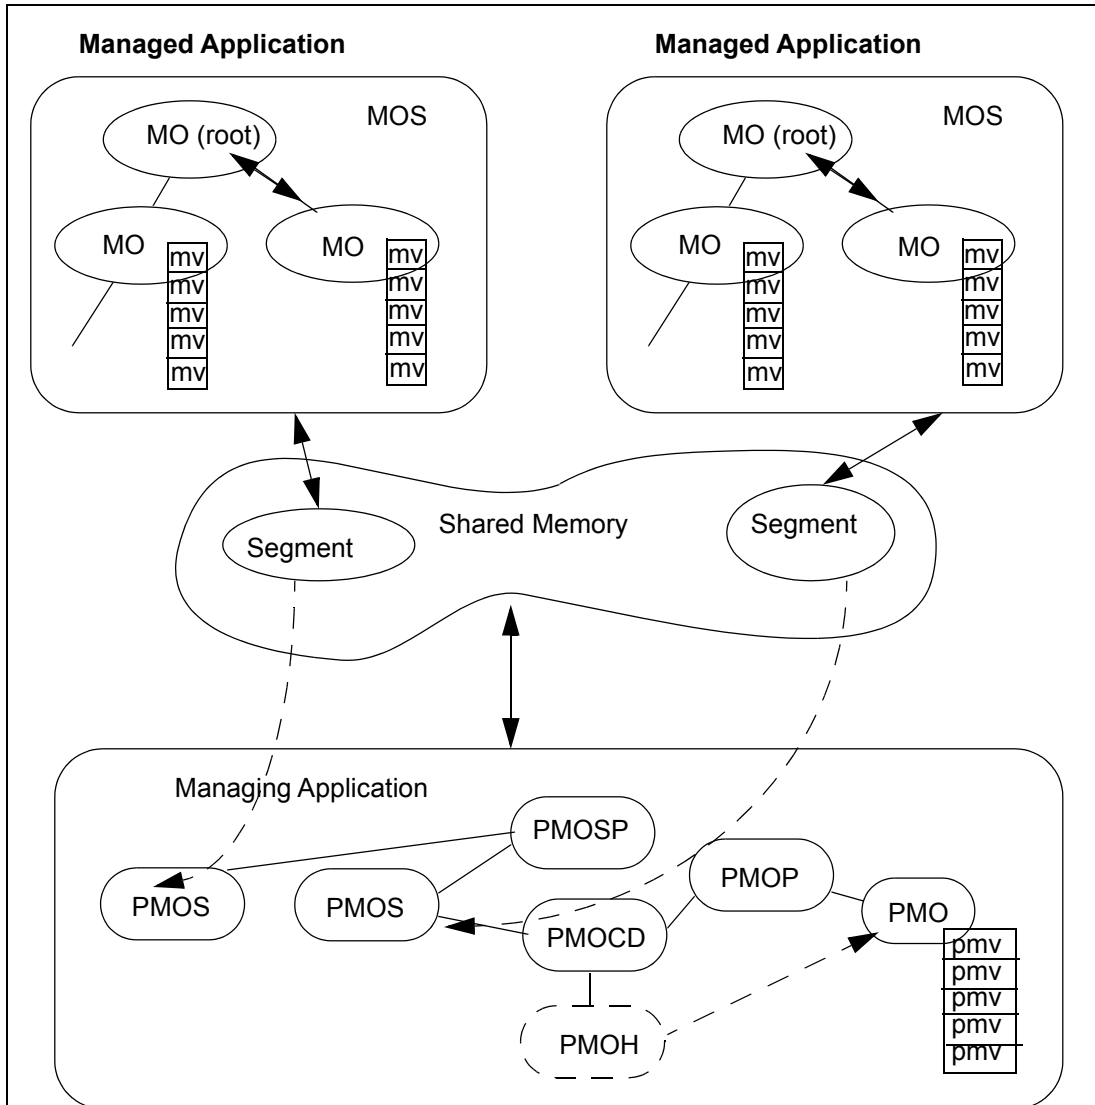 Managed Application
Managed Application
MOS
MO (root)
MO
MO
mv
mv
mv
mv
mv
mv
mv
mv
mv
mv
MOS
MO (root)
MO
MO
mv
mv
mv
mv
mv
mv
mv
mv
mv
mv
Shared Memory
Segment
Segment
Managing Application
PMOSP
PMOS
PMOS
PMOCD
PMOP
PMO
pmv
pmv
pmv
pmv
pmv
PMOH